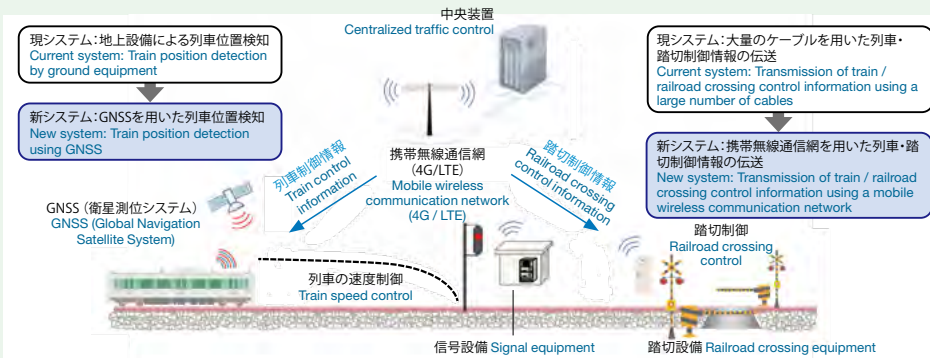 中央装置
Centralized traffic control
現システム:地上設備による列車位置検知
Current system: Train position detection
by ground equipment
新システム:GNSSを用いた列車位置検知
New system: Train position detection
using GNSS
現システム:大量のケーブルを用いた列車・
踏切制御情報の伝送
Current system: Transmission of train /
railroad crossing control information using a
large number of cables
新システム:携帯無線通信網を用いた列車・踏
切制御情報の伝送
New system: Transmission of train / railroad
crossing control information using a mobile
wireless communication network
列車制御情報
Train control
information
携帯無線通信網
(4G/LTE)
Mobile wireless
communication network
(4G / LTE)
踏切制御情報
Railroad crossing
control information
GNSS(衛星測位システム)
GNSS (Global Navigation
Satellite System)
列車の速度制御
Train speed control
踏切制御
Railroad crossing
control
信号設備 Signal equipment
踏切設備 Railroad crossing equipment